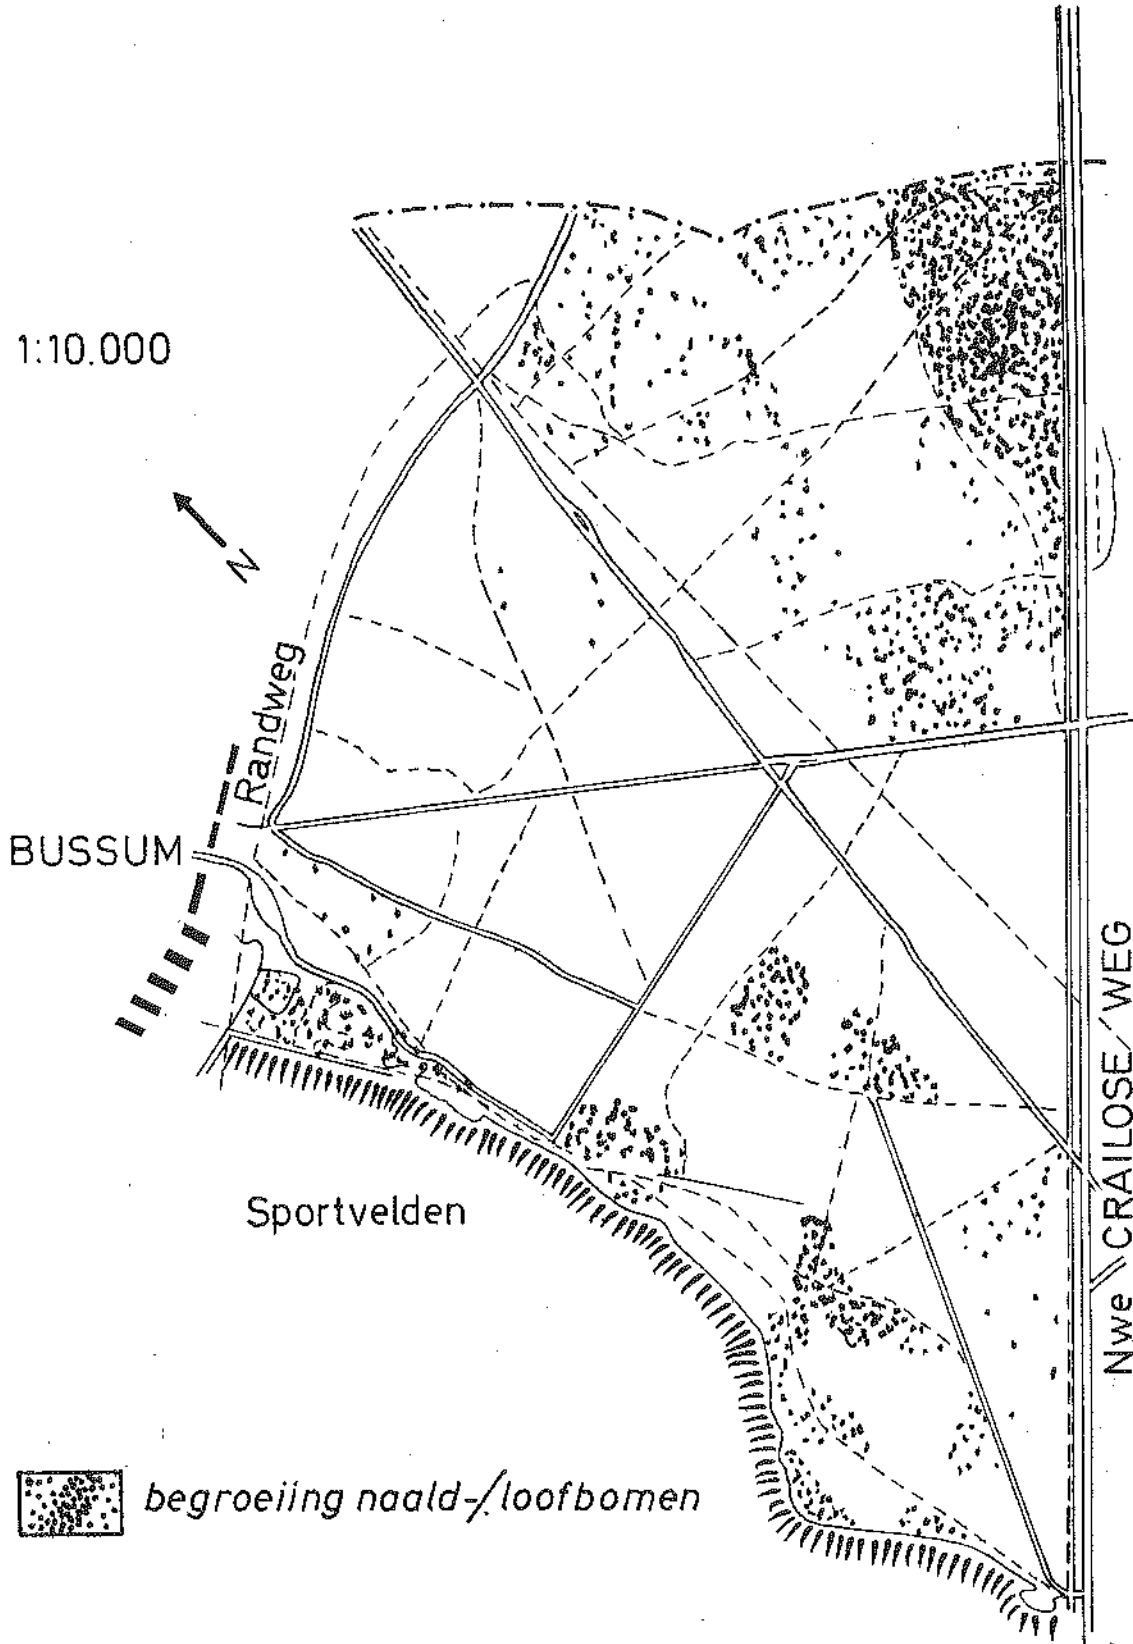 1:10.000
N
Randweg
BUSSUM
Nwe CRAILOSE WEG
Sportvelden
begroeiing naald-/loofbomen